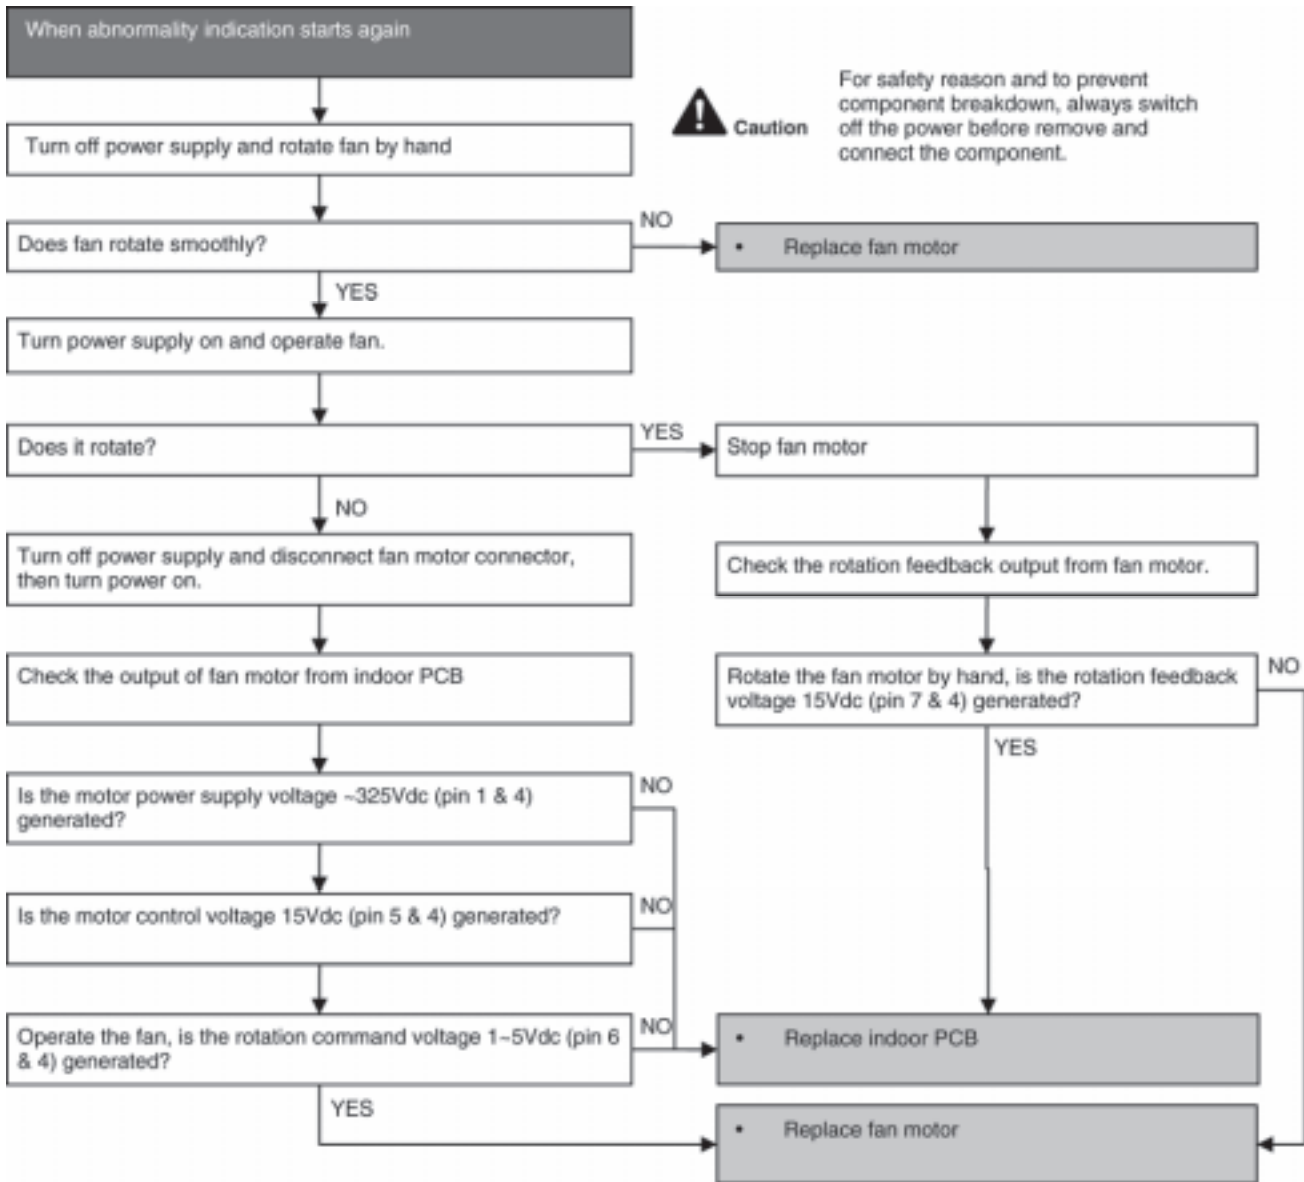 When abnormality indication starts again
For safety reason and to prevent
component breakdown, always switch
off the power before remove and
connect the component.
Caution
Turn off power supply and rotate fan by hand
Does fan rotate smoothly?
NO
• Replace fan motor
YES
Turn power supply on and operate fan.
Does it rotate?
YES
Stop fan motor
NO
Turn off power supply and disconnect fan motor connector,
then turn power on.
Check the rotation feedback output from fan motor.
Check the output of fan motor from indoor PCB
Rotate the fan motor by hand, is the rotation feedback
voltage 15Vdc (pin 7 & 4) generated?
NO
YES
Is the motor power supply voltage ~325Vdc (pin 1 & 4)
generated?
NO
Is the motor control voltage 15Vdc (pin 5 & 4) generated?
NO
Operate the fan, is the rotation command voltage 1~5Vdc (pin 6
& 4) generated?
NO
• Replace indoor PCB
YES
• Replace fan motor